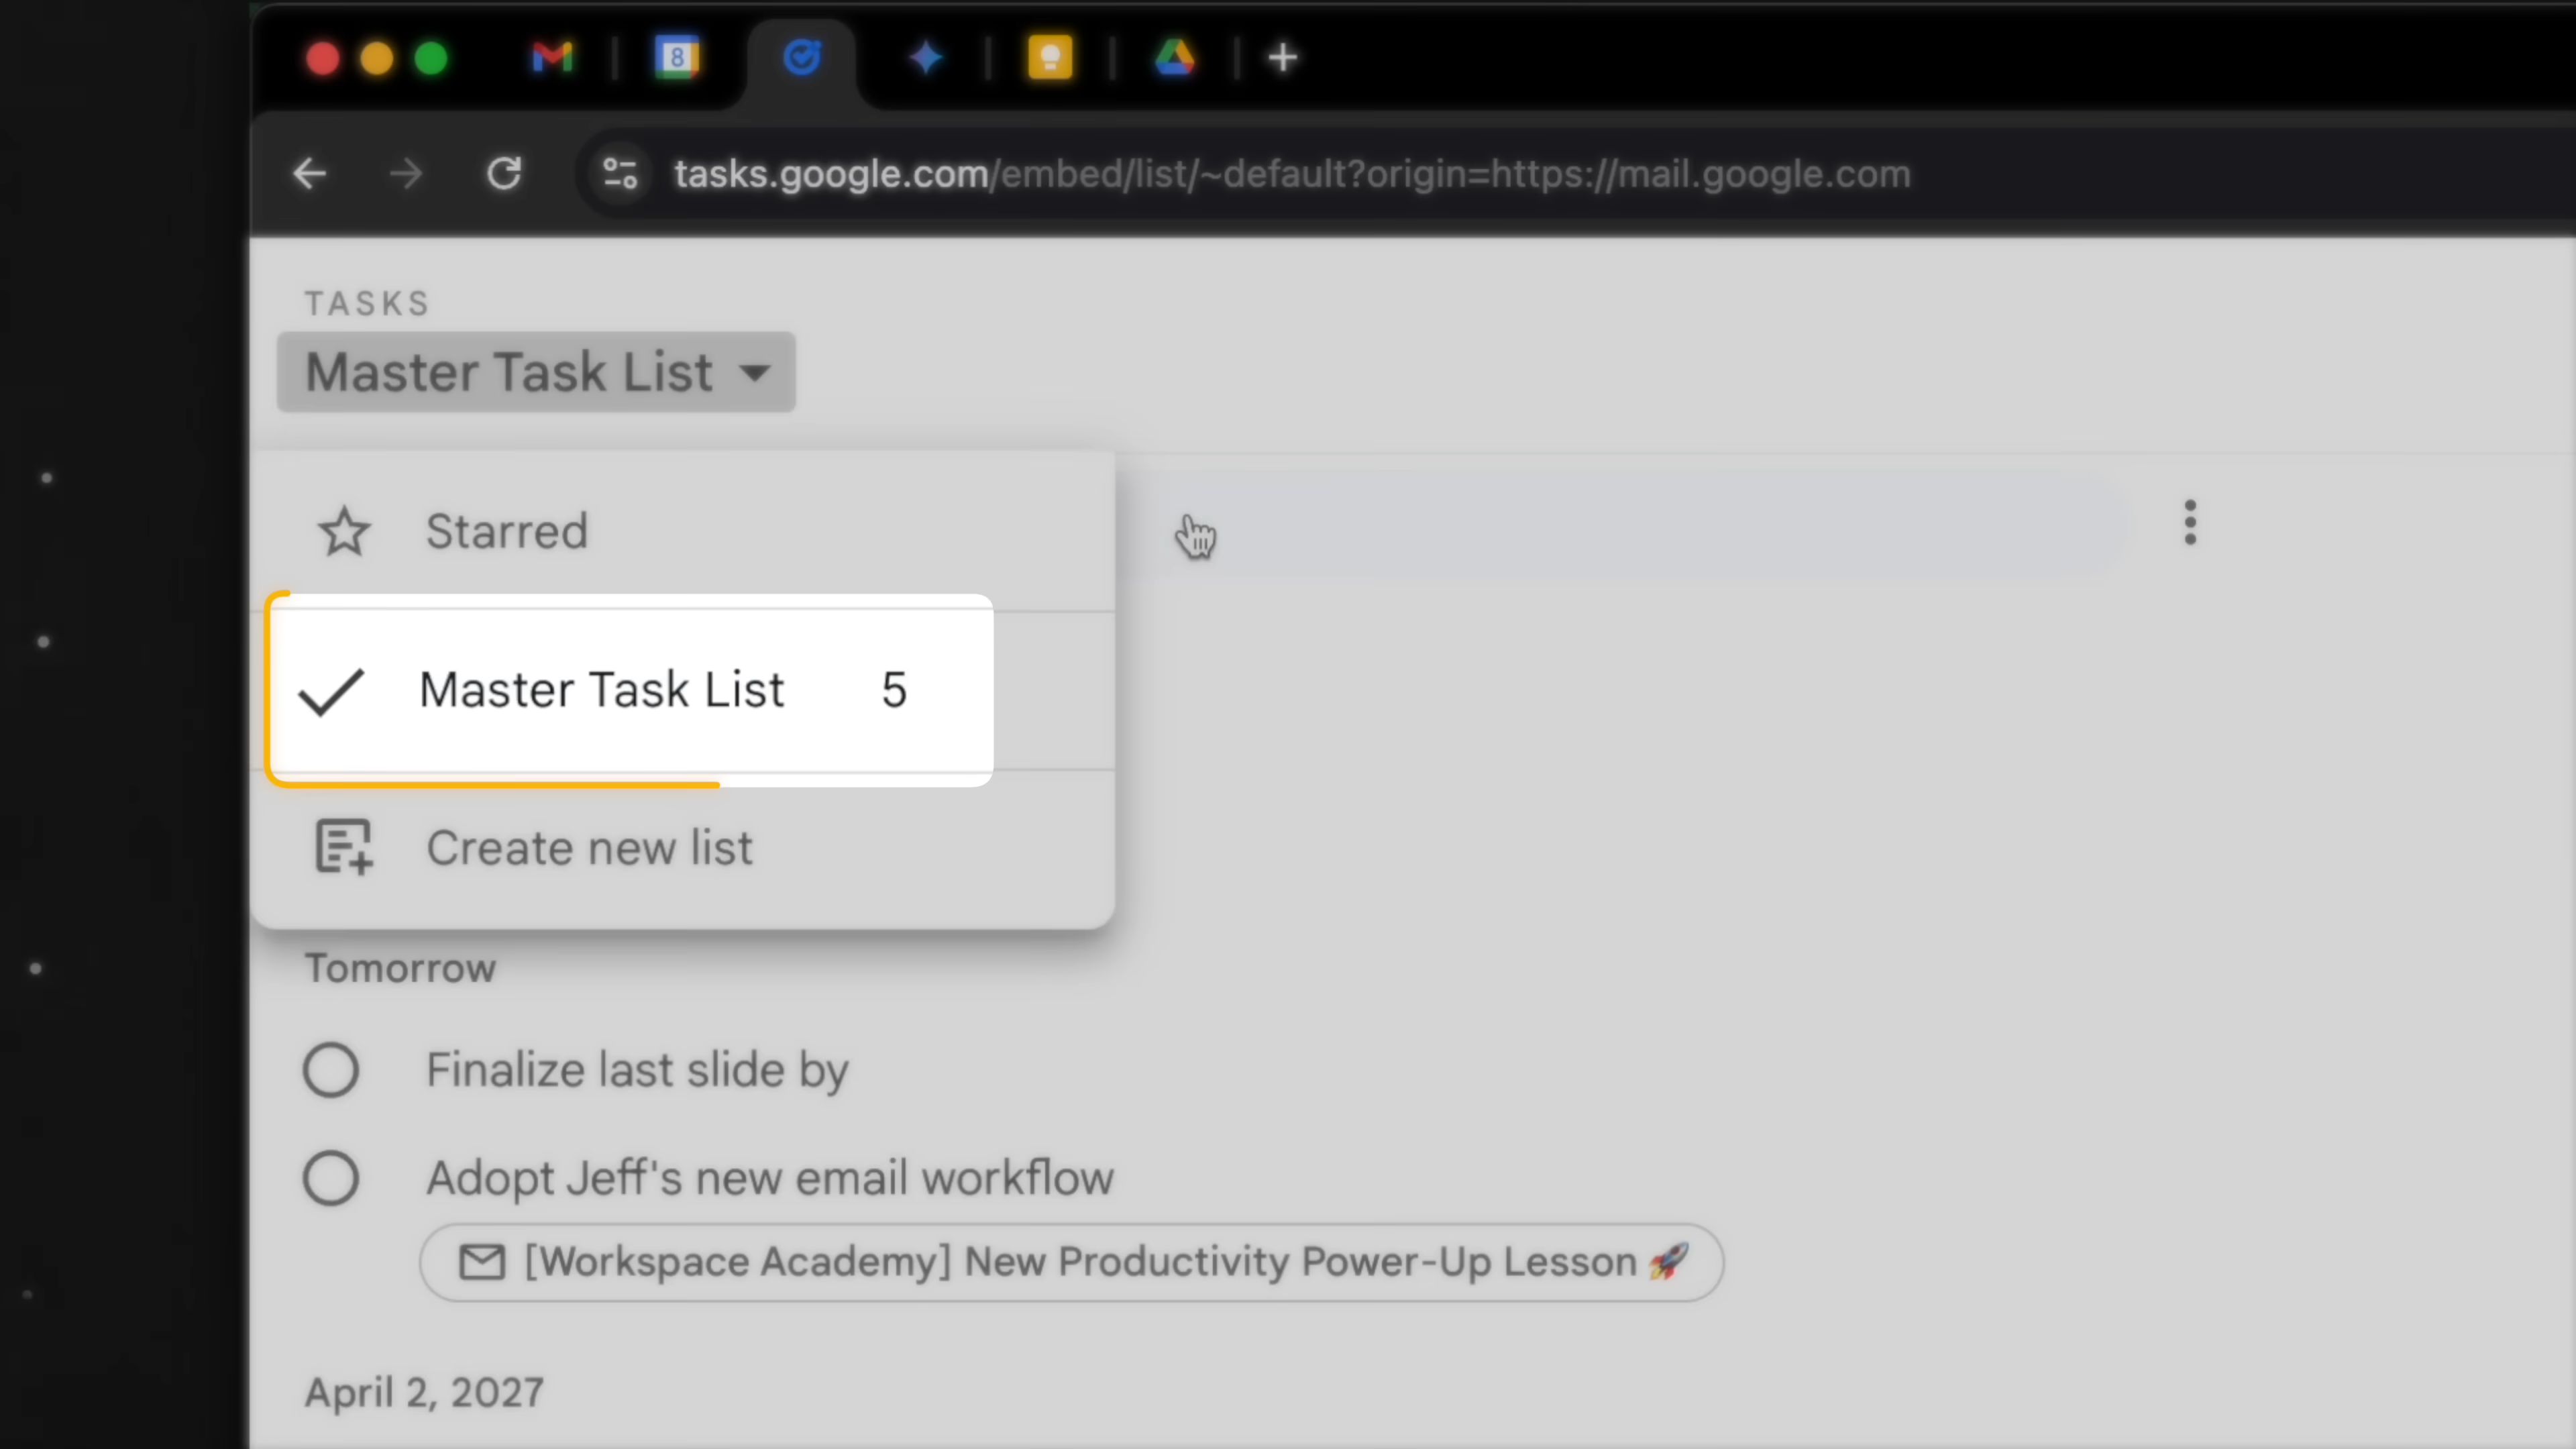 8
tasks.google.com/embed/list/~default?origin=https://mail.google.com
TASKS
Master Task List
Starred
Master Task List 5
Create new list
Tomorrow
Finalize last slide by
Adopt Jeff's new email workflow
[Workspace Academy] New Productivity Power-Up Lesson 🚀
April 2, 2027